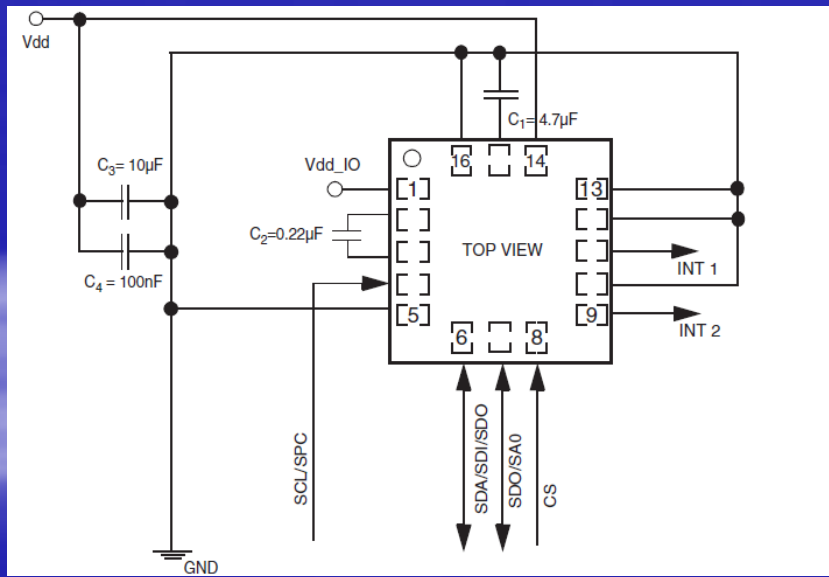 Vdd
C1= 4.7µF
16
14
C3= 10µF
Vdd_IO
1
13
C2=0.22µF
TOP VIEW
INT 1
C4 = 100nF
5
9
INT 2
6
8
SCL/SPC
SDA/SDI/SDO
SDO/SA0
CS
GND